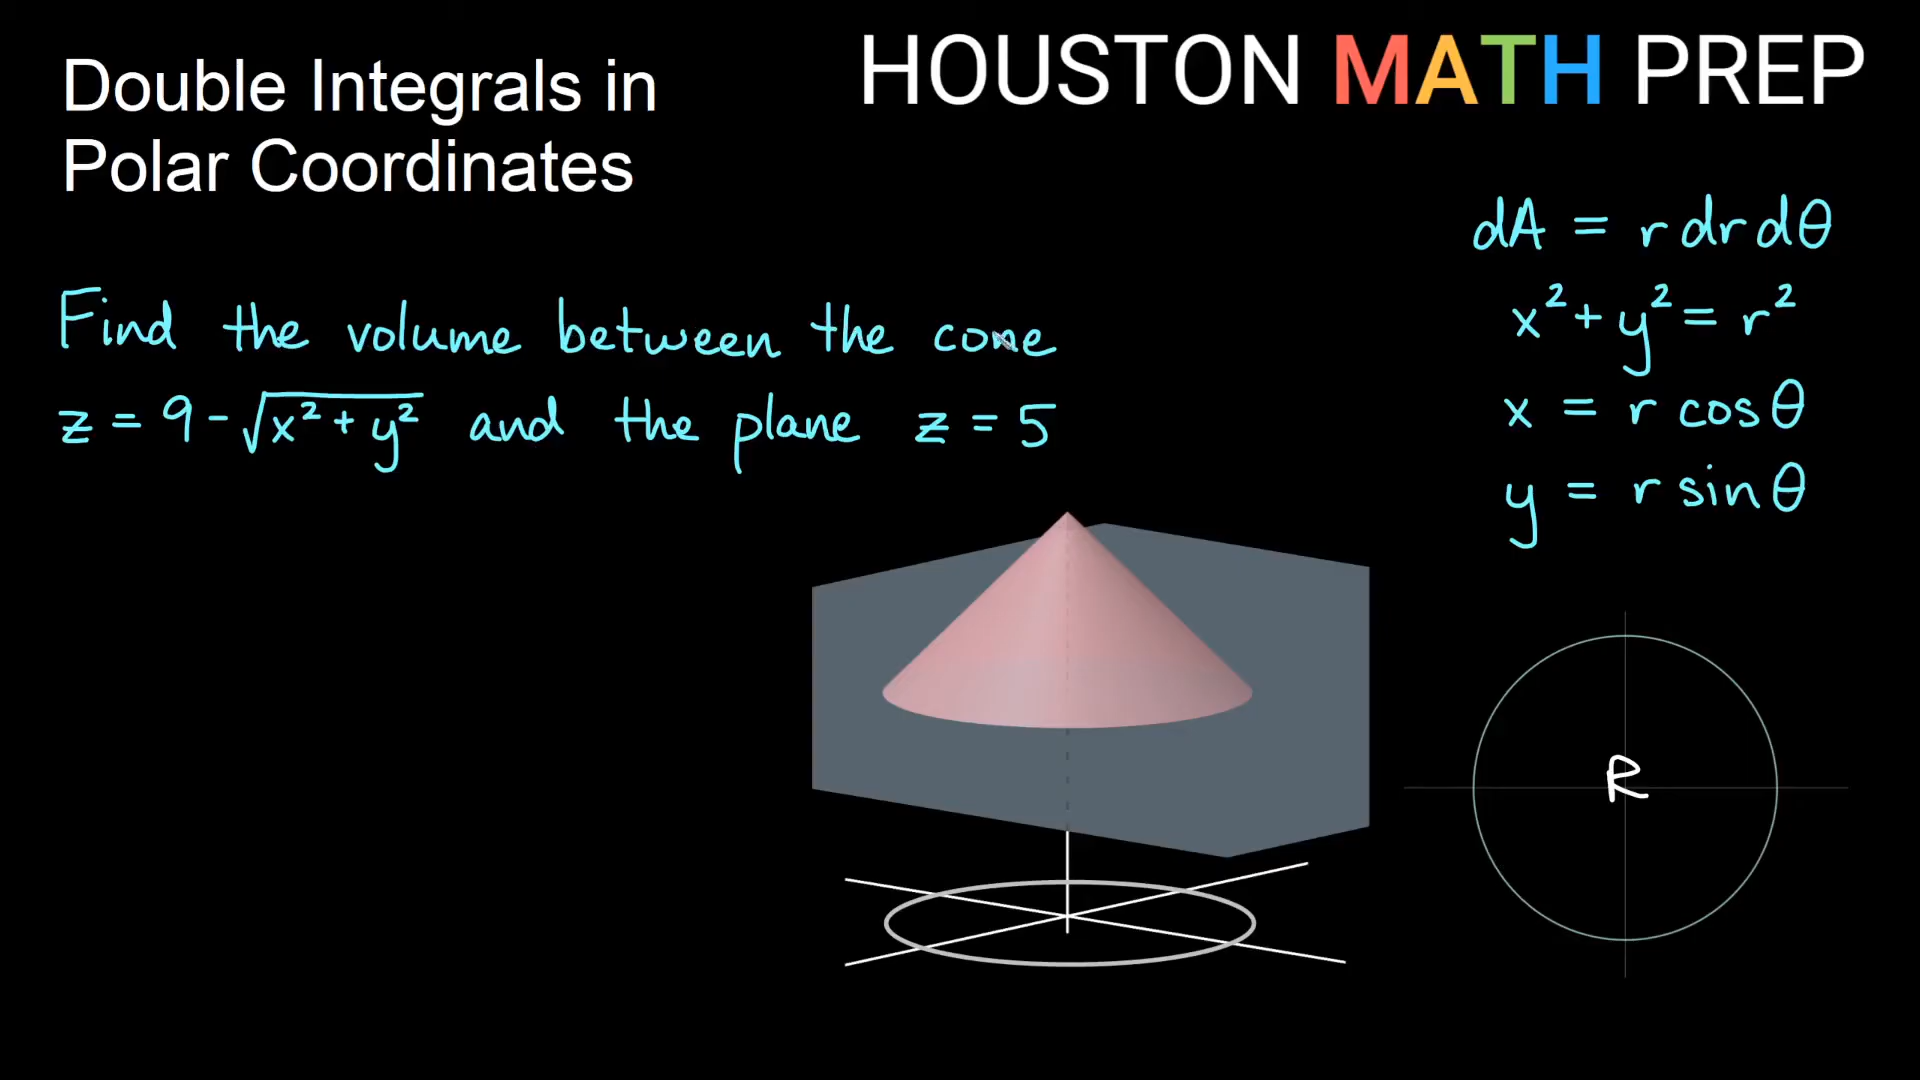 Double Integrals in
Polar Coordinates
HOUSTON MATH PREP
Find the volume between the cone
z = 9 - √(x² + y²) and the plane z = 5
dA = r dr dθ
x² + y² = r²
x = r cos θ
y = r sin θ
R